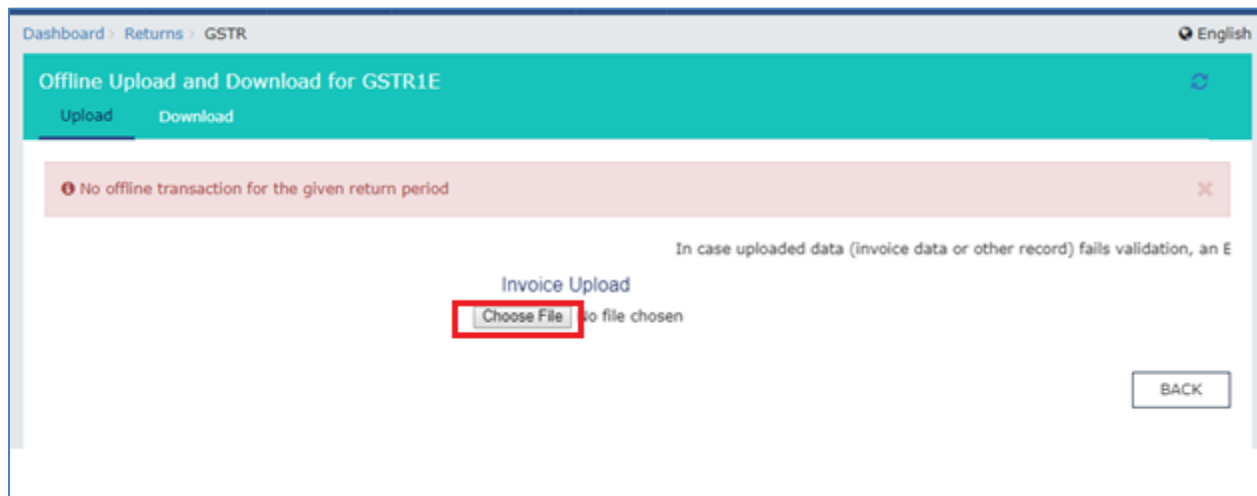 Dashboard › Returns › GSTR
English
Offline Upload and Download for GSTR1E
Upload Download
No offline transaction for the given return period
In case uploaded data (invoice data or other record) fails validation, an E
Invoice Upload
Choose File No file chosen
BACK